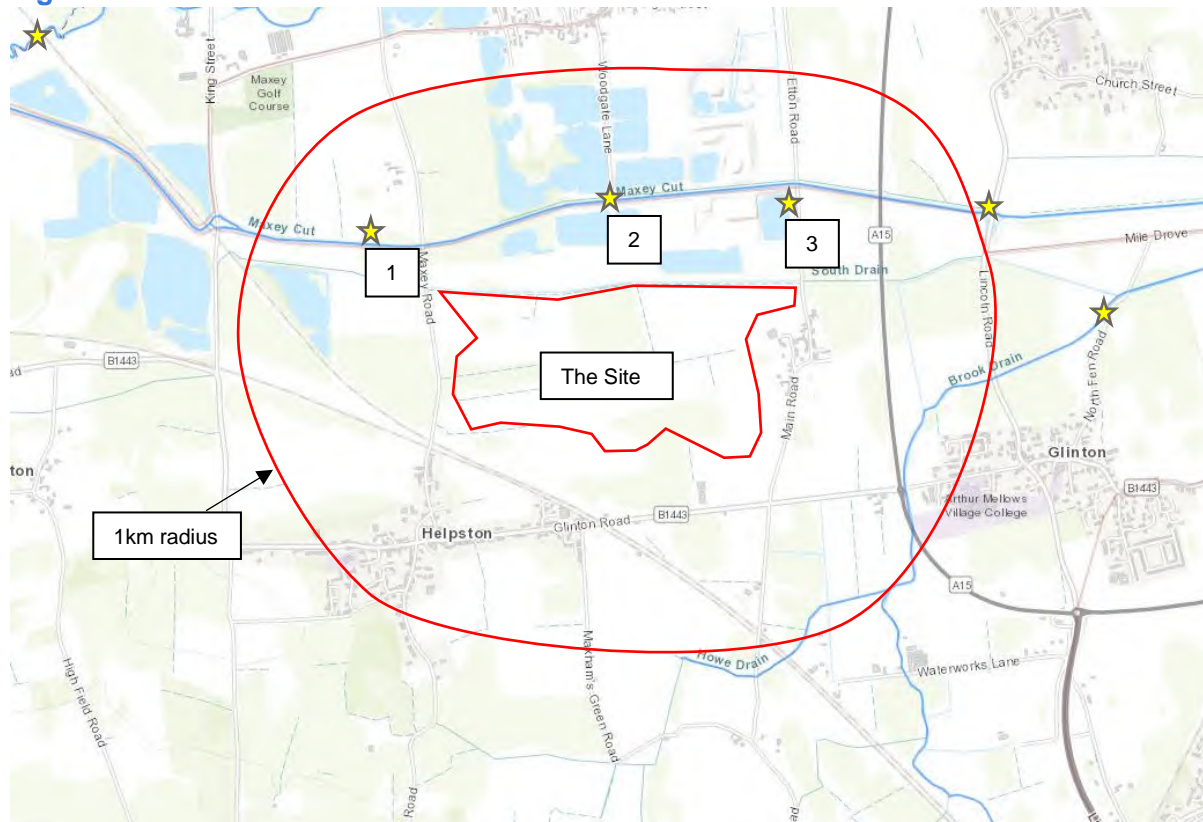 King Street
Maxey
Golf
Course
Woodgate Lane
Etton Road
Church Street
Maxey Cut
Maxey Cut
1
2
3
A15
Mile Drove
South Drain
Maxey Road
Lincoln Road
B1443
The Site
Brook Drain
North Fen Road
Main Road
ton
Glinton
B1443
Arthur Mellows
Village College
1km radius
Helpston
Glinton Road
B1443
A15
High Field Road
Maxham's Green Road
Howe Drain
Waterworks Lane
Road